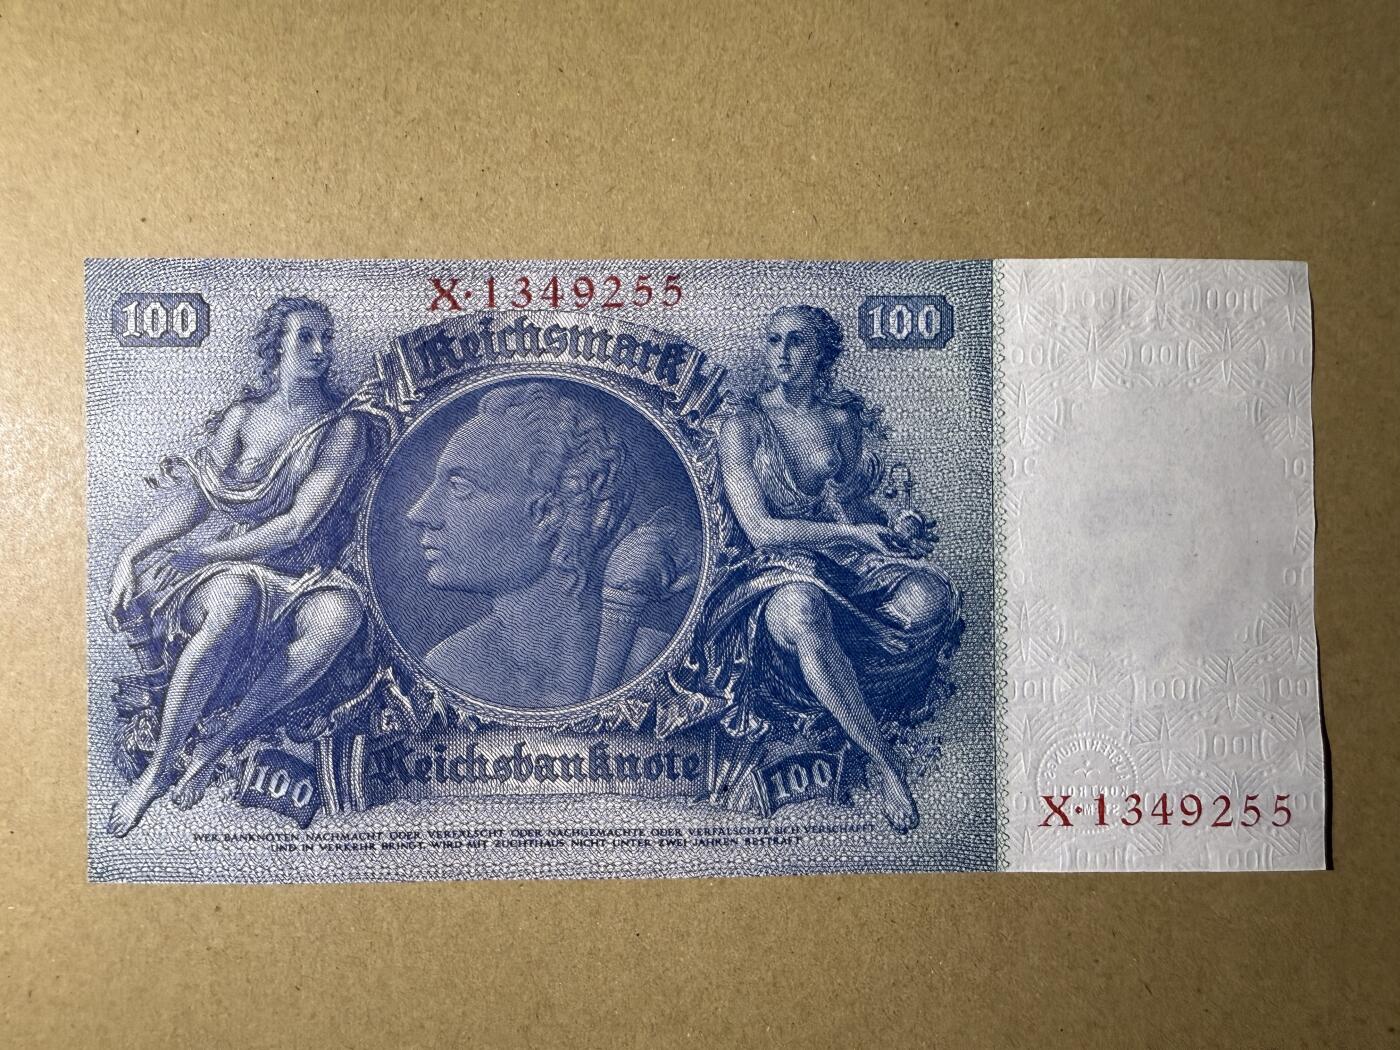 X·1349255
100
100
Reichsmark
Reichsbanknote
100
100
WER BANKNOTEN NACHMACHT ODER VERFÄLSCHT ODER NACHGEMACHTE ODER VERFÄLSCHTE SICH VERSCHAFFT
UND IN VERKEHR BRINGT, WIRD MIT ZUCHTHAUS NICHT UNTER ZWEI JAHREN BESTRAFT
X·1349255